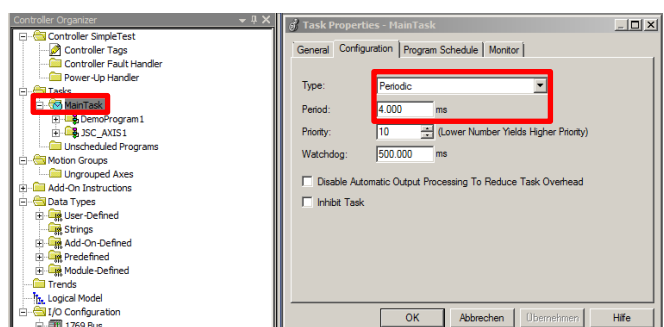 Controller Organizer
Controller SimpleTest
Controller Tags
Controller Fault Handler
Power-Up Handler
Tasks
MainTask
DemoProgram1
JSC_AXIS1
Unscheduled Programs
Motion Groups
Ungrouped Axes
Add-On Instructions
Data Types
User-Defined
Strings
Add-On-Defined
Predefined
Module-Defined
Trends
Logical Model
I/O Configuration
1769 Bus
Task Properties - MainTask
General Configuration Program Schedule Monitor
Type: Periodic
Period: 4.000 ms
Priority: 10 (Lower Number Yields Higher Priority)
Watchdog: 500.000 ms
Disable Automatic Output Processing To Reduce Task Overhead
Inhibit Task
OK Abbrechen Übernehmen Hilfe